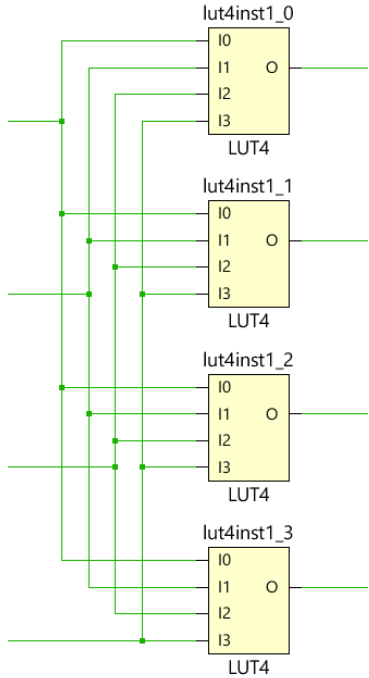 lut4inst1_0
I0
I1 O
I2
I3
LUT4
lut4inst1_1
I0
I1 O
I2
I3
LUT4
lut4inst1_2
I0
I1 O
I2
I3
LUT4
lut4inst1_3
I0
I1 O
I2
I3
LUT4